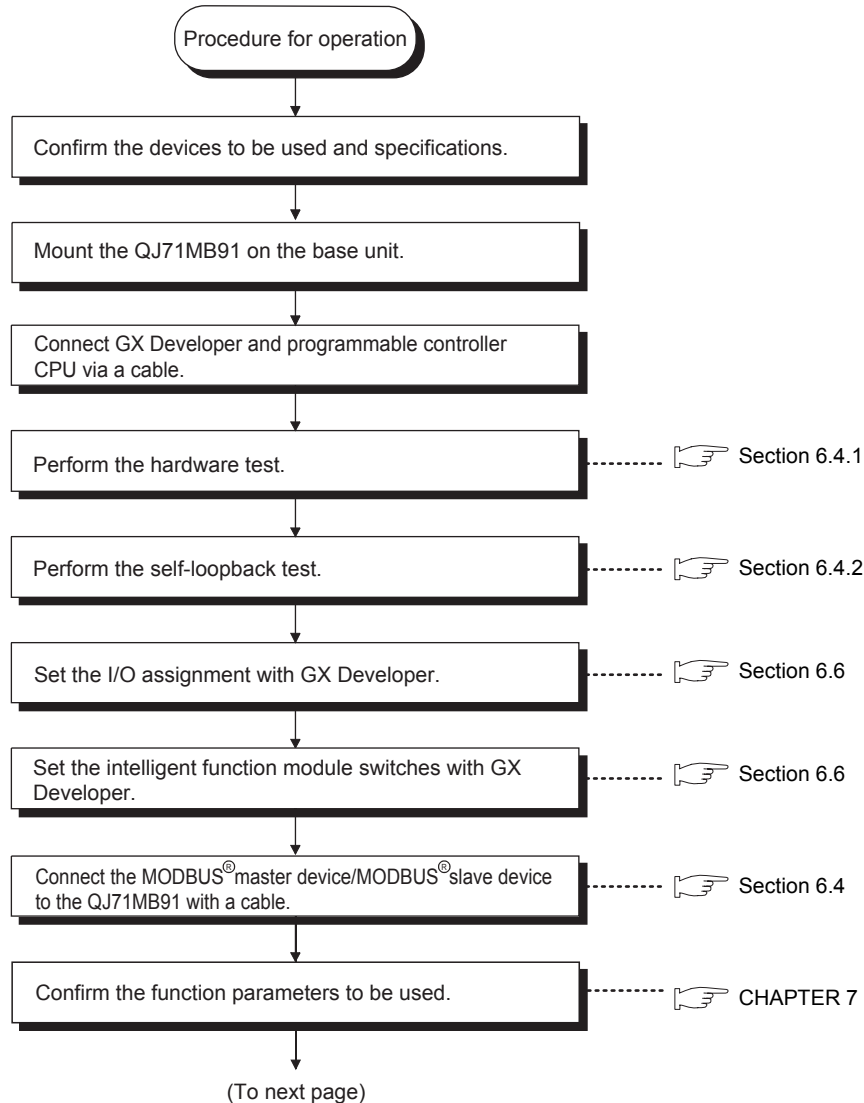 Procedure for operation
Confirm the devices to be used and specifications.
Mount the QJ71MB91 on the base unit.
Connect GX Developer and programmable controller
CPU via a cable.
Perform the hardware test.
Section 6.4.1
Perform the self-loopback test.
Section 6.4.2
Set the I/O assignment with GX Developer.
Section 6.6
Set the intelligent function module switches with GX
Developer.
Section 6.6
Connect the MODBUS® master device/MODBUS® slave device
to the QJ71MB91 with a cable.
Section 6.4
Confirm the function parameters to be used.
CHAPTER 7
(To next page)